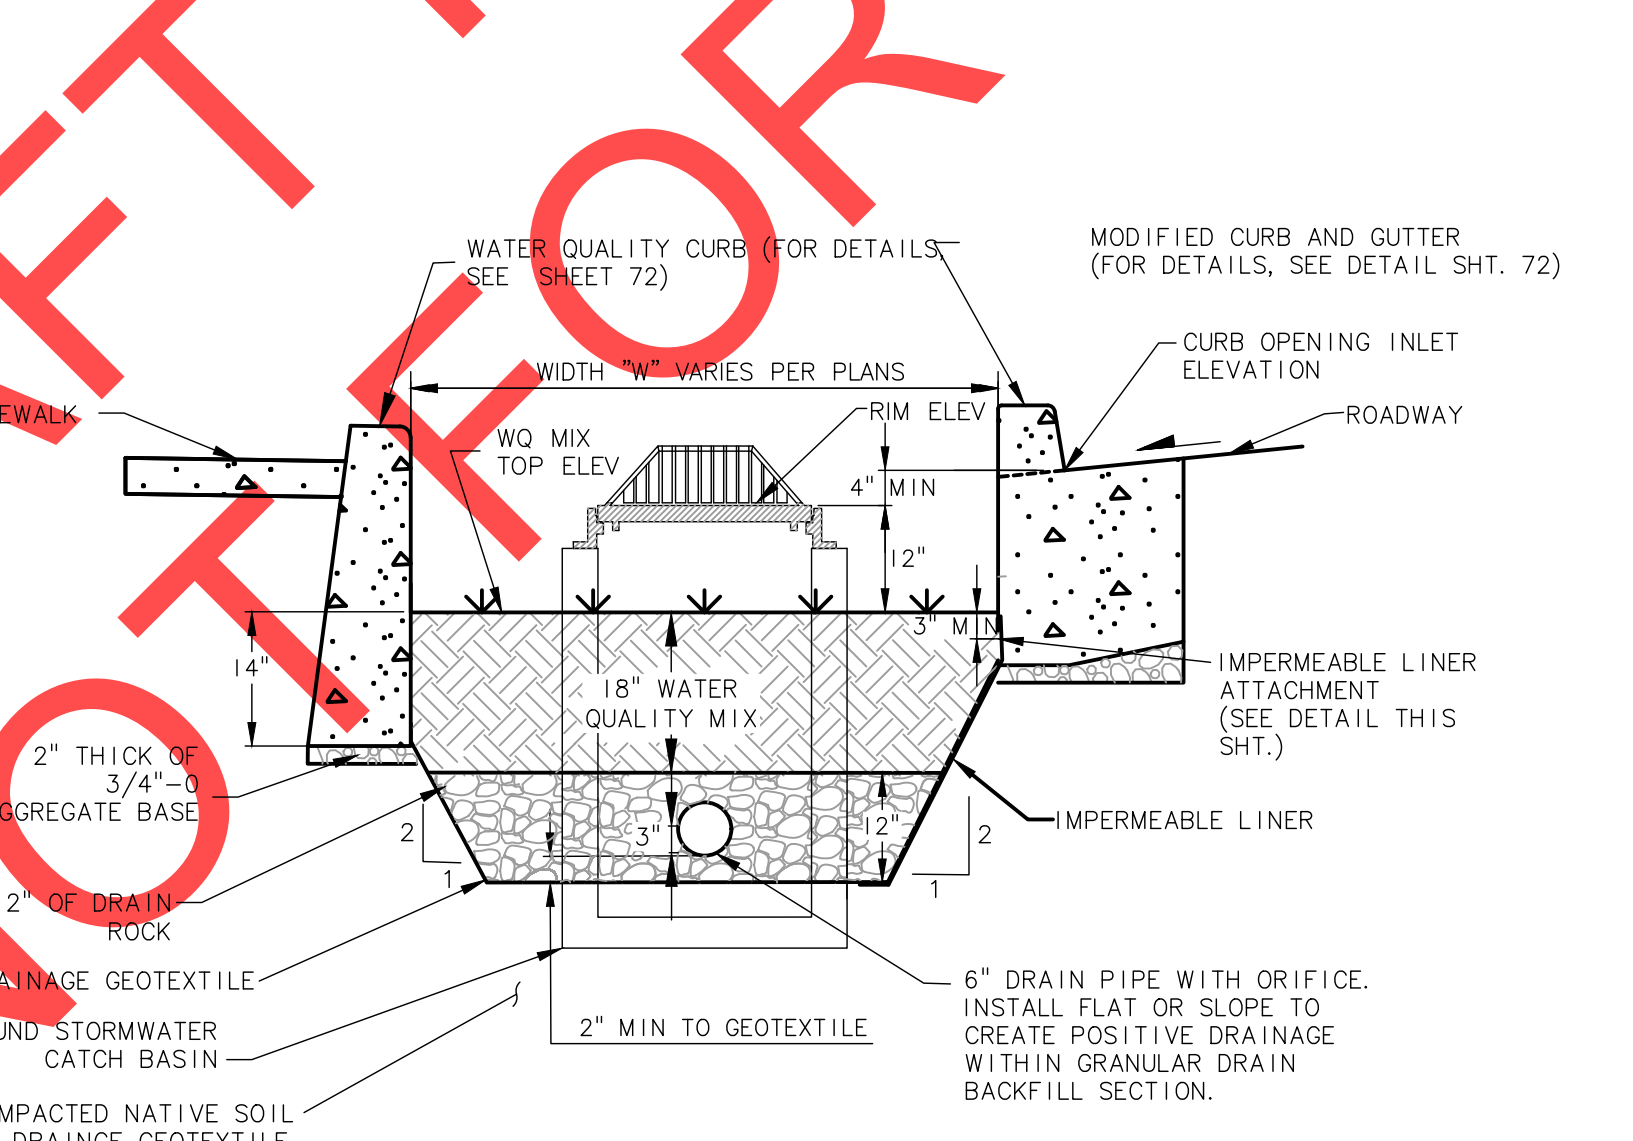 WATER QUALITY CURB (FOR DETAILS,
SEE SHEET 72)
MODIFIED CURB AND GUTTER
(FOR DETAILS, SEE DETAIL SHT. 72)
CURB OPENING INLET
ELEVATION
WIDTH "W" VARIES PER PLANS
EWALK
RIM ELEV
ROADWAY
WQ MIX
TOP ELEV
4" MIN
12"
3" MIN
14"
18" WATER
QUALITY MIX
IMPERMEABLE LINER
ATTACHMENT
(SEE DETAIL THIS
SHT.)
2" THICK OF
3/4"-0
GGREGATE BASE
2
1
3"
12"
2
1
IMPERMEABLE LINER
2" OF DRAIN
ROCK
AINAGE GEOTEXTILE
UND STORMWATER
CATCH BASIN
2" MIN TO GEOTEXTILE
6" DRAIN PIPE WITH ORIFICE.
INSTALL FLAT OR SLOPE TO
CREATE POSITIVE DRAINAGE
WITHIN GRANULAR DRAIN
BACKFILL SECTION.
MPACTED NATIVE SOIL
DRAINGE GEOTEXTILE
FT
NOT FOR